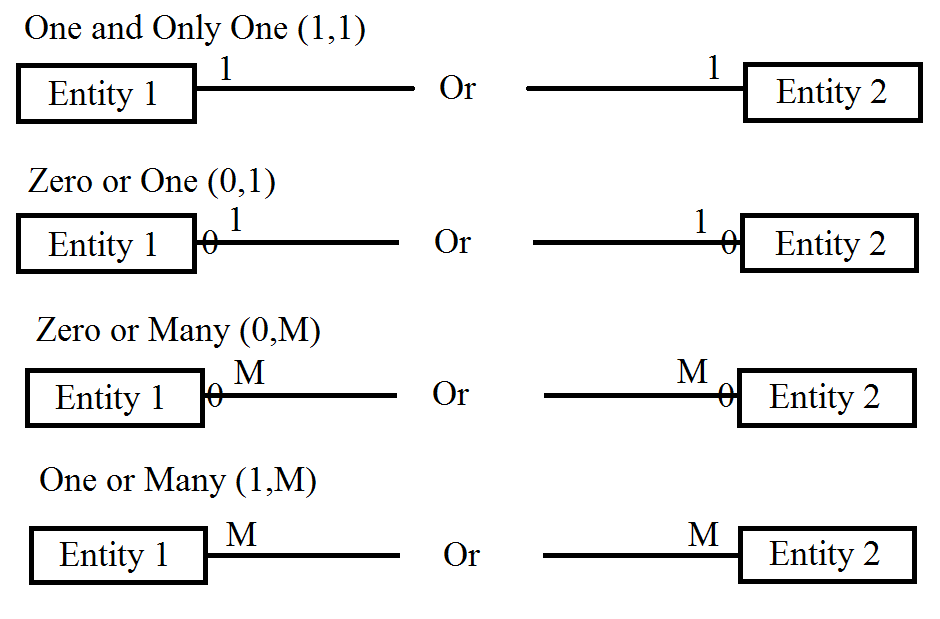 One and Only One (1,1)
Entity 1 1 Or 1 Entity 2
Zero or One (0,1)
Entity 1 0 1 Or 1 0 Entity 2
Zero or Many (0,M)
Entity 1 0 M Or M 0 Entity 2
One or Many (1,M)
Entity 1 M Or M Entity 2